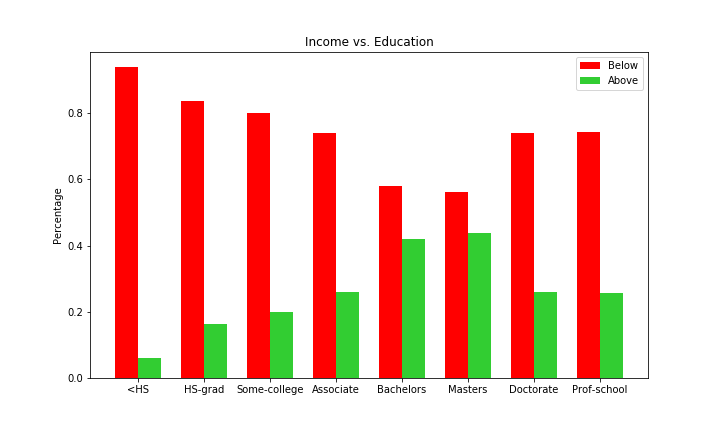 Income vs. Education
Below
Above
Percentage
0.8
0.6
0.4
0.2
0.0
<HS
HS-grad
Some-college
Associate
Bachelors
Masters
Doctorate
Prof-school